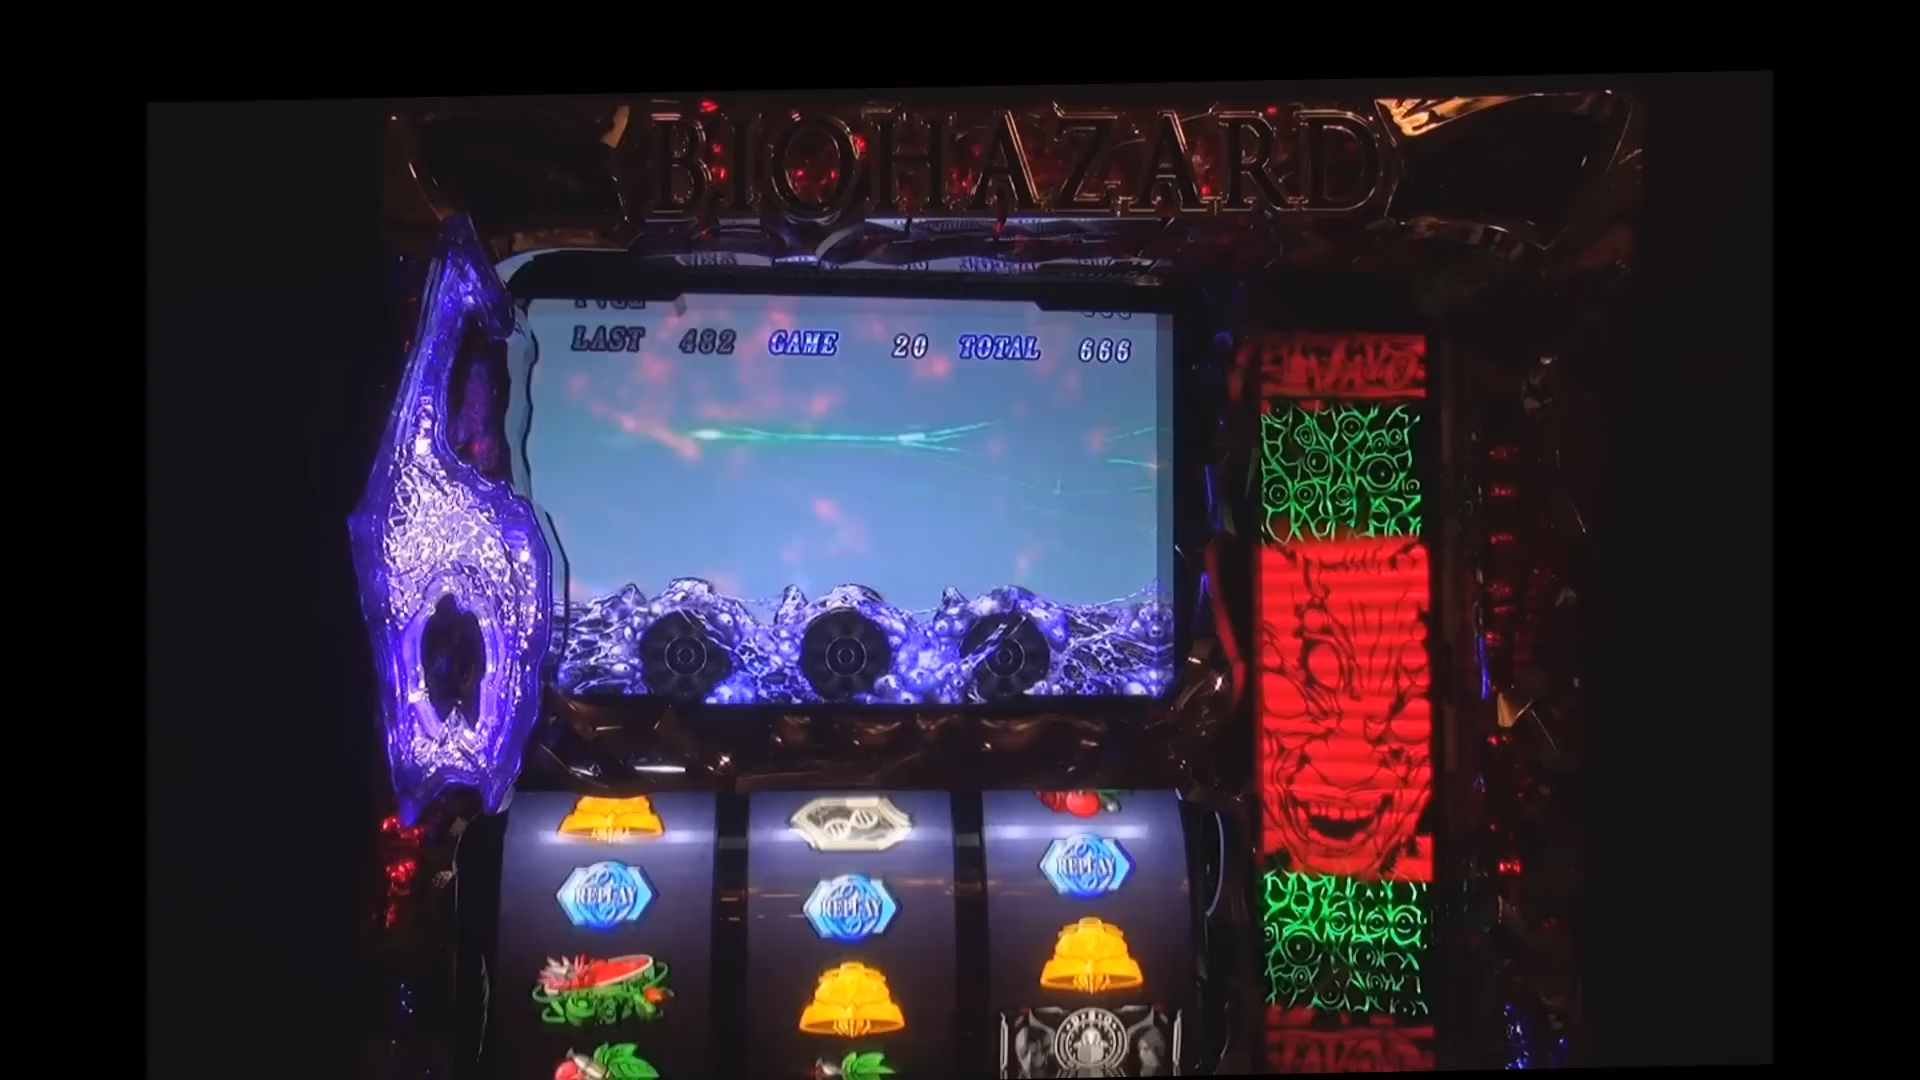 BIOHAZARD
LAST 482 GAME 20 TOTAL 666
REPLAY
REPLAY
REPLAY